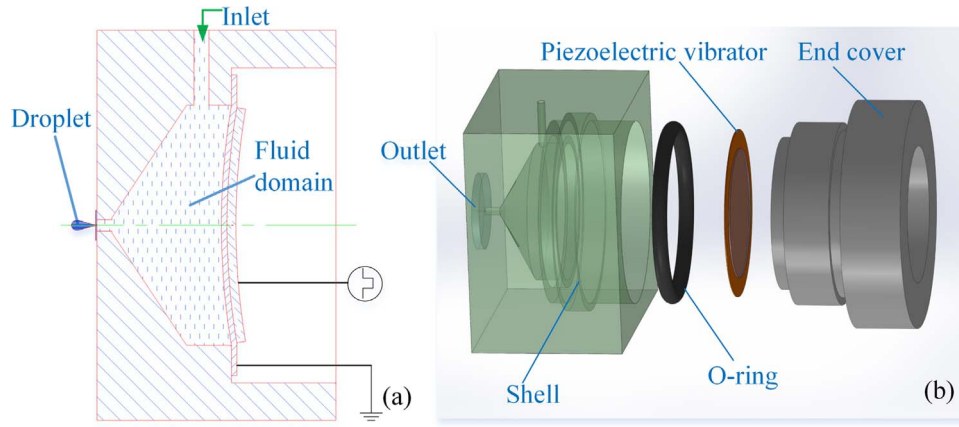 Inlet
Droplet
Fluid
domain
(a)
Piezoelectric vibrator
End cover
Outlet
Shell
O-ring
(b)